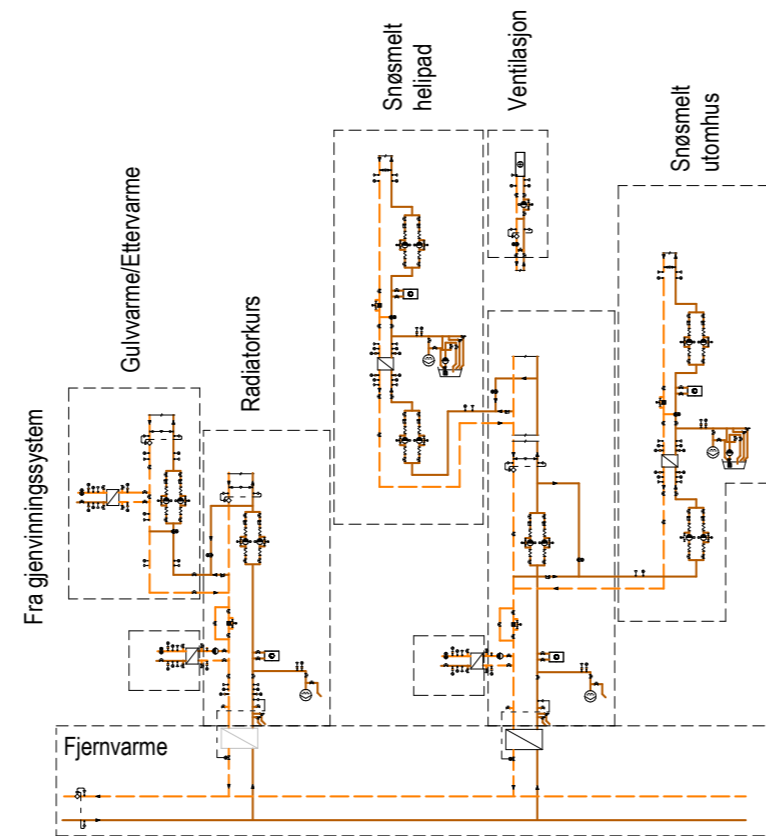 Fra gjenvinningssystem
Gulvvarme/Ettervarme
Radiatorkurs
Snøsmelt
helipad
Ventilasjon
Snøsmelt
utomhus
Fjernvarme